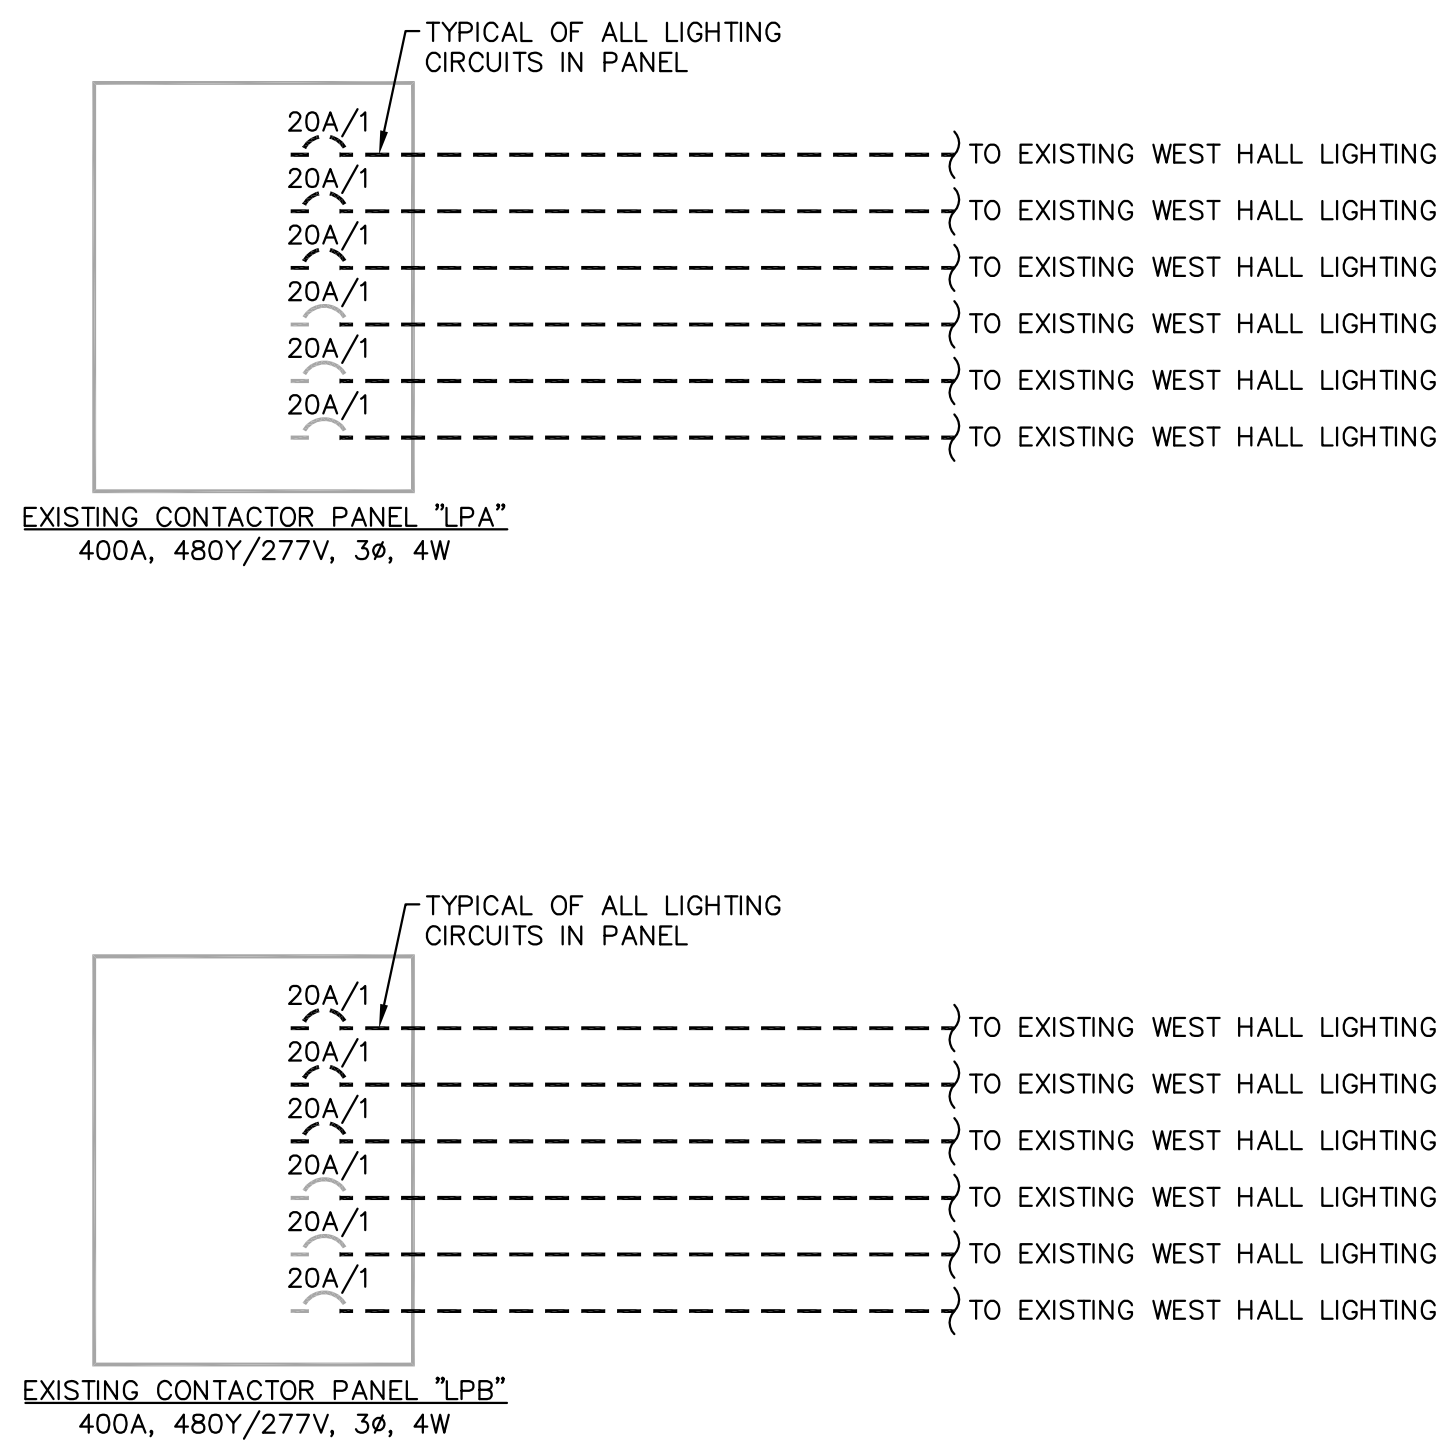 TYPICAL OF ALL LIGHTING
CIRCUITS IN PANEL
20A/1
TO EXISTING WEST HALL LIGHTING
20A/1
TO EXISTING WEST HALL LIGHTING
20A/1
TO EXISTING WEST HALL LIGHTING
20A/1
TO EXISTING WEST HALL LIGHTING
20A/1
TO EXISTING WEST HALL LIGHTING
20A/1
TO EXISTING WEST HALL LIGHTING
EXISTING CONTACTOR PANEL "LPA"
400A, 480Y/277V, 3ø, 4W
TYPICAL OF ALL LIGHTING
CIRCUITS IN PANEL
20A/1
TO EXISTING WEST HALL LIGHTING
20A/1
TO EXISTING WEST HALL LIGHTING
20A/1
TO EXISTING WEST HALL LIGHTING
20A/1
TO EXISTING WEST HALL LIGHTING
20A/1
TO EXISTING WEST HALL LIGHTING
20A/1
TO EXISTING WEST HALL LIGHTING
EXISTING CONTACTOR PANEL "LPB"
400A, 480Y/277V, 3ø, 4W